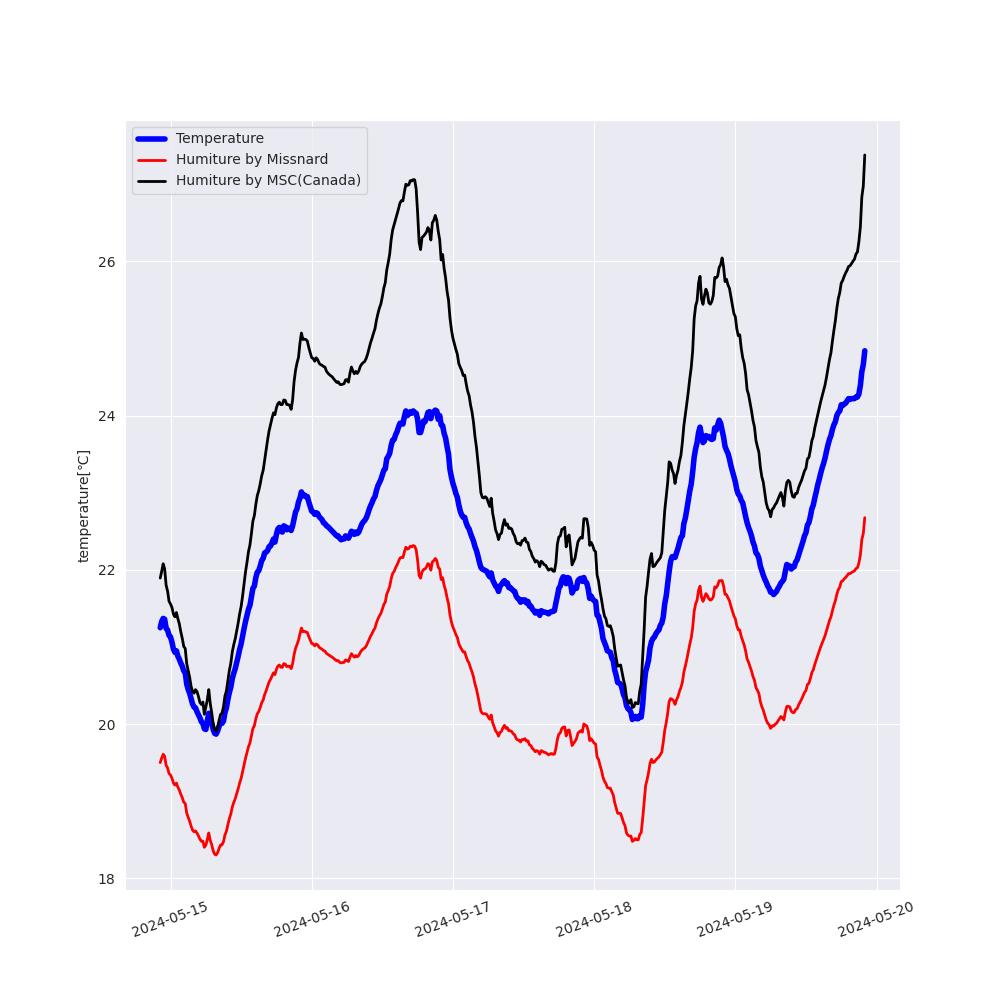 Temperature
Humiture by Missnard
Humiture by MSC(Canada)
temperature[℃]
26
24
22
20
18
2024-05-15
2024-05-16
2024-05-17
2024-05-18
2024-05-19
2024-05-20